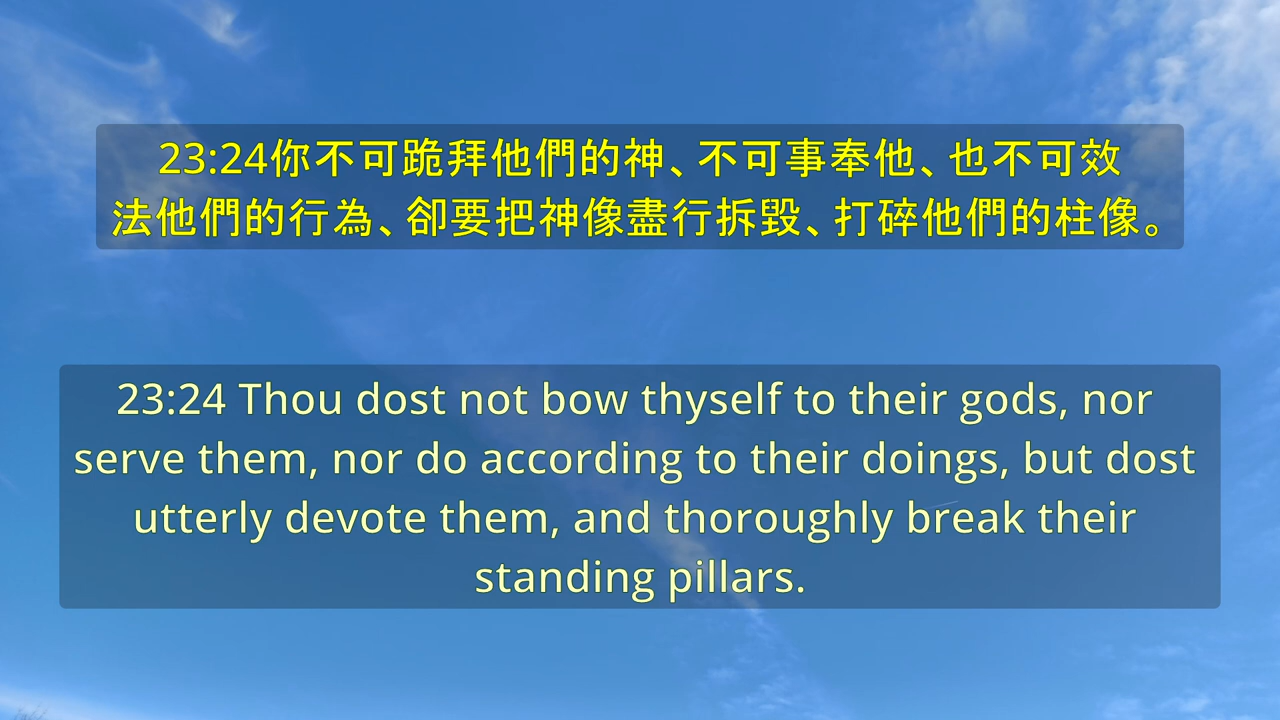 23:24你不可跪拜他們的神、不可事奉他、也不可效
法他們的行為、卻要把神像盡行拆毀、打碎他們的柱像。
23:24 Thou dost not bow thyself to their gods, nor
serve them, nor do according to their doings, but dost
utterly devote them, and thoroughly break their
standing pillars.